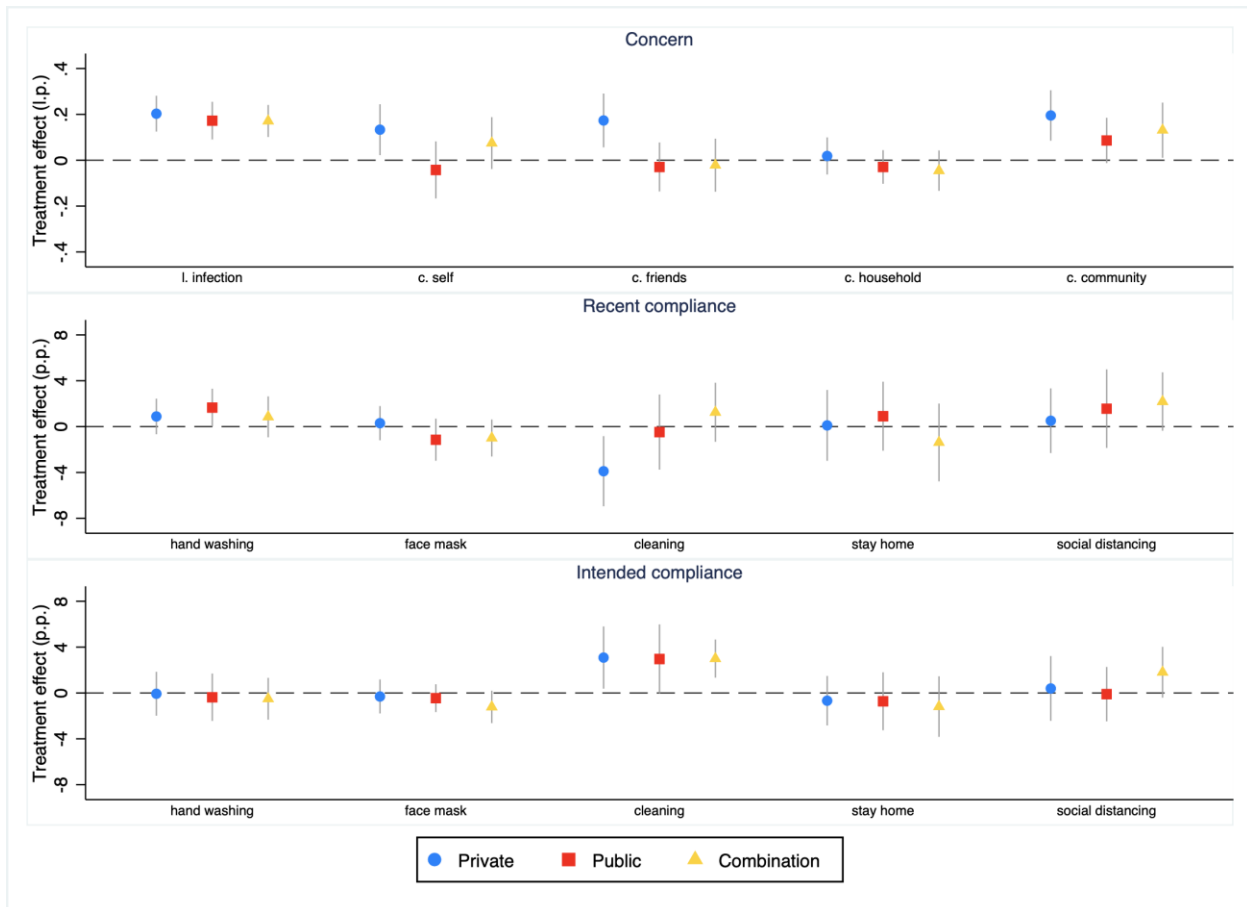 Concern
Treatment effect (l.p.)
.4
.2
0
-.2
-.4
l. infection c. self c. friends c. household c. community
Recent compliance
Treatment effect (p.p.)
8
4
0
-4
-8
hand washing face mask cleaning stay home social distancing
Intended compliance
Treatment effect (p.p.)
8
4
0
-4
-8
hand washing face mask cleaning stay home social distancing
Private Public Combination